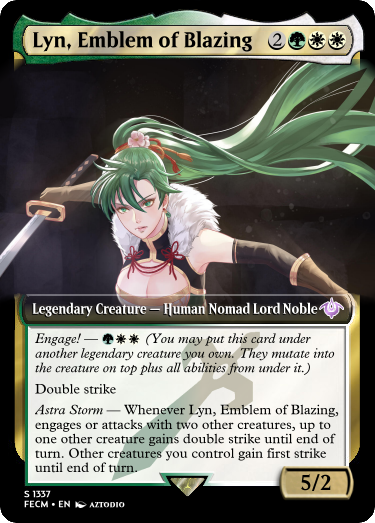 Lyn, Emblem of Blazing 2
Legendary Creature — Human Nomad Lord Noble
Engage! — (You may put this card under
another legendary creature you own. They mutate into
the creature on top plus all abilities from under it.)
Double strike
Astra Storm — Whenever Lyn, Emblem of Blazing,
engages or attacks with two other creatures, up to
one other creature gains double strike until end of
turn. Other creatures you control gain first strike
until end of turn.
5/2
S 1337
FECM • EN AZTODIO